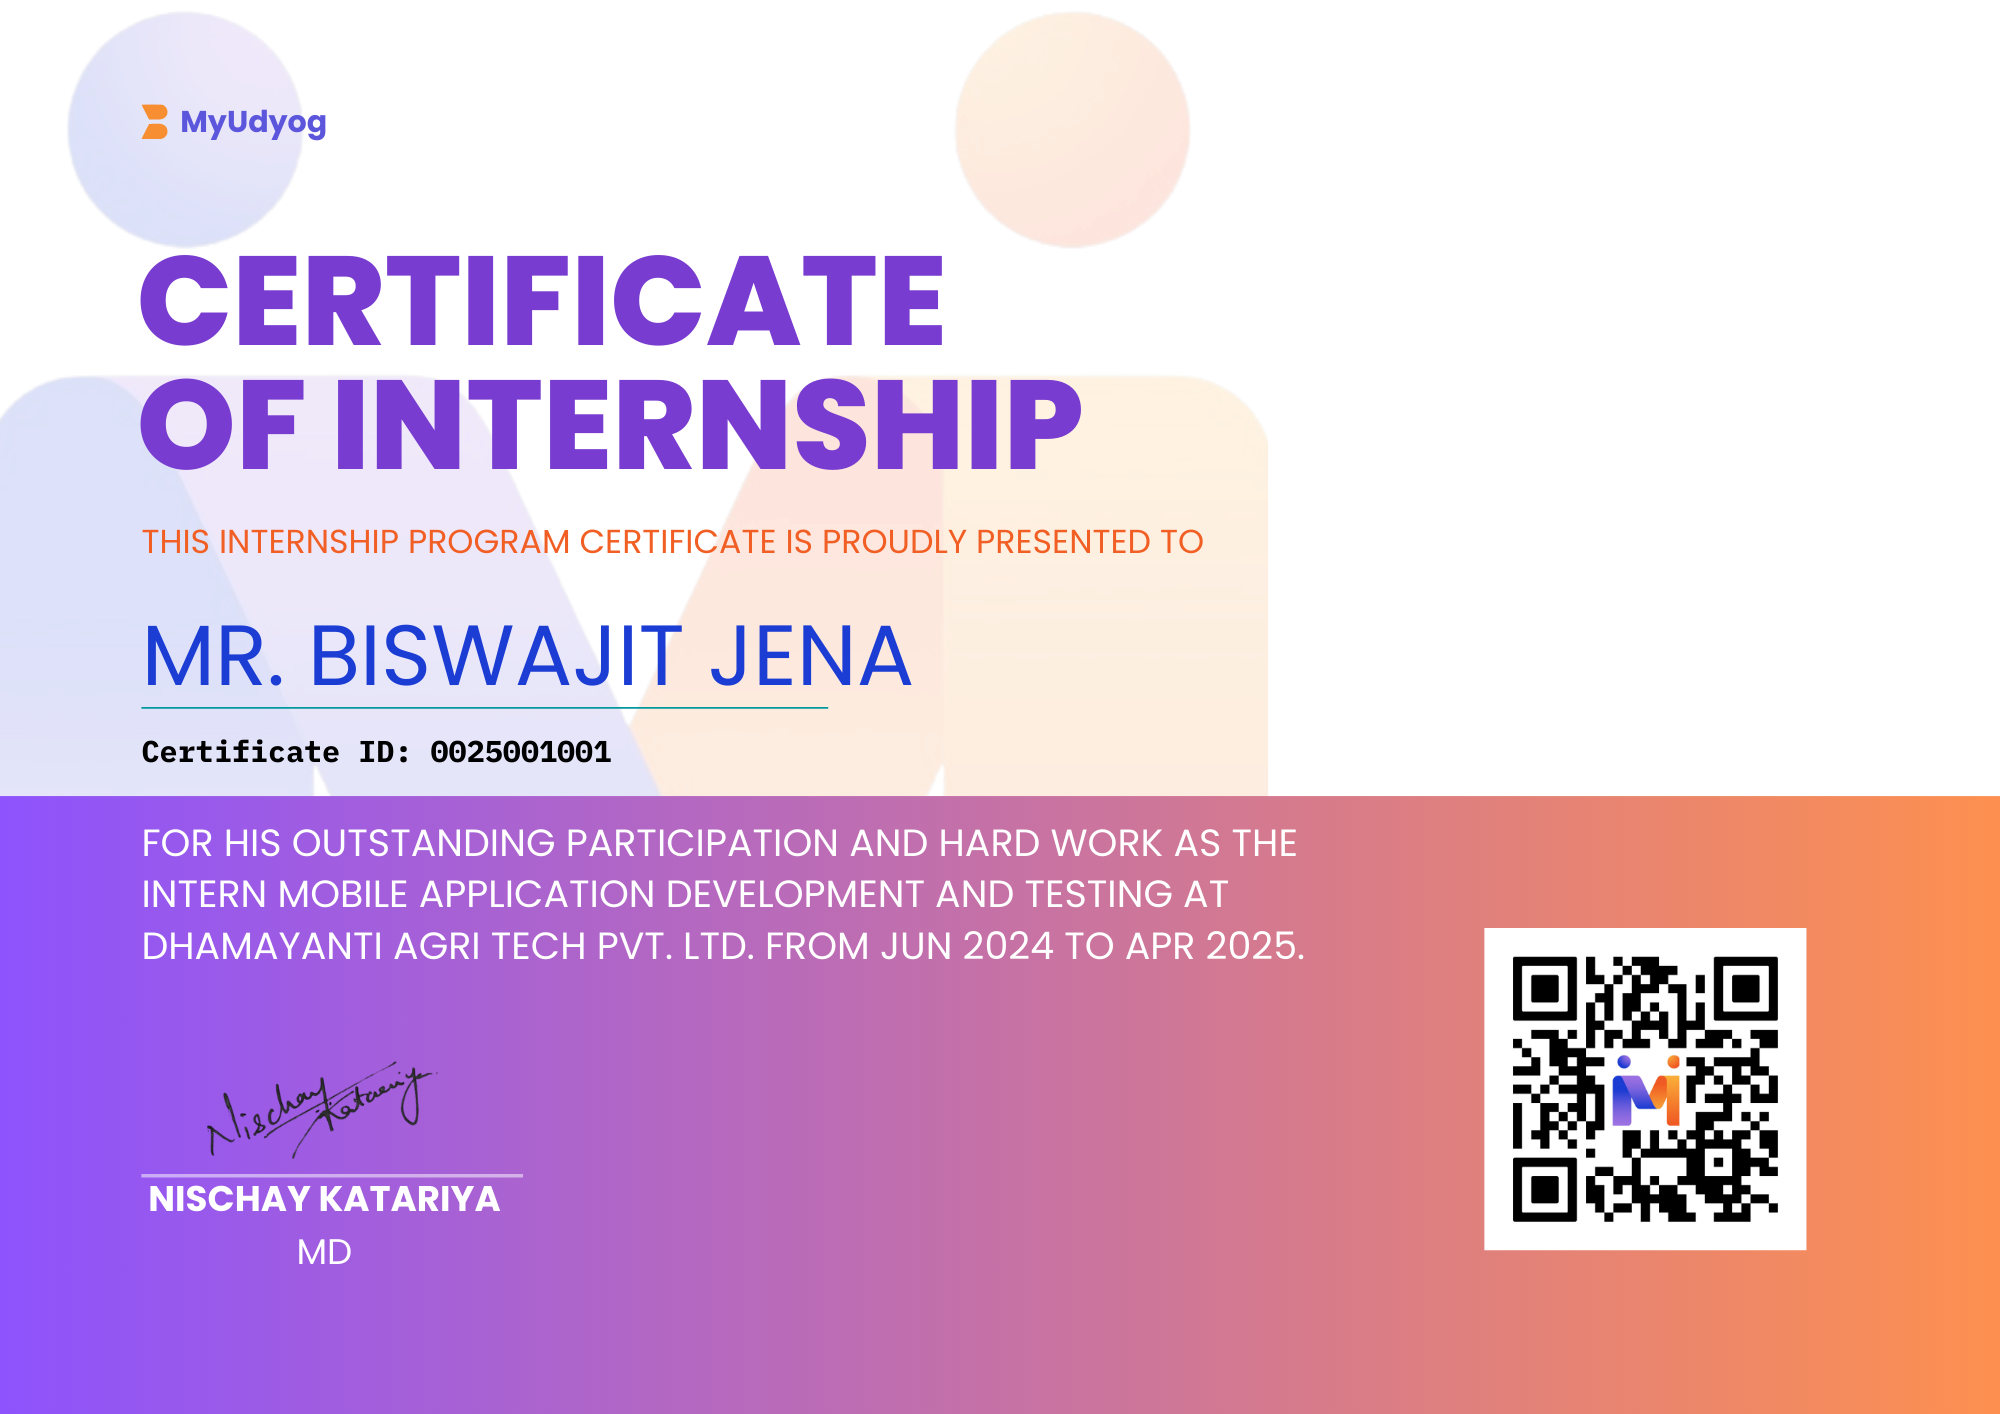 MyUdyog
CERTIFICATE
OF INTERNSHIP
THIS INTERNSHIP PROGRAM CERTIFICATE IS PROUDLY PRESENTED TO
MR. BISWAJIT JENA
Certificate ID: 0025001001
FOR HIS OUTSTANDING PARTICIPATION AND HARD WORK AS THE
INTERN MOBILE APPLICATION DEVELOPMENT AND TESTING AT
DHAMAYANTI AGRI TECH PVT. LTD. FROM JUN 2024 TO APR 2025.
Nischay
Katariya
NISCHAY KATARIYA
MD